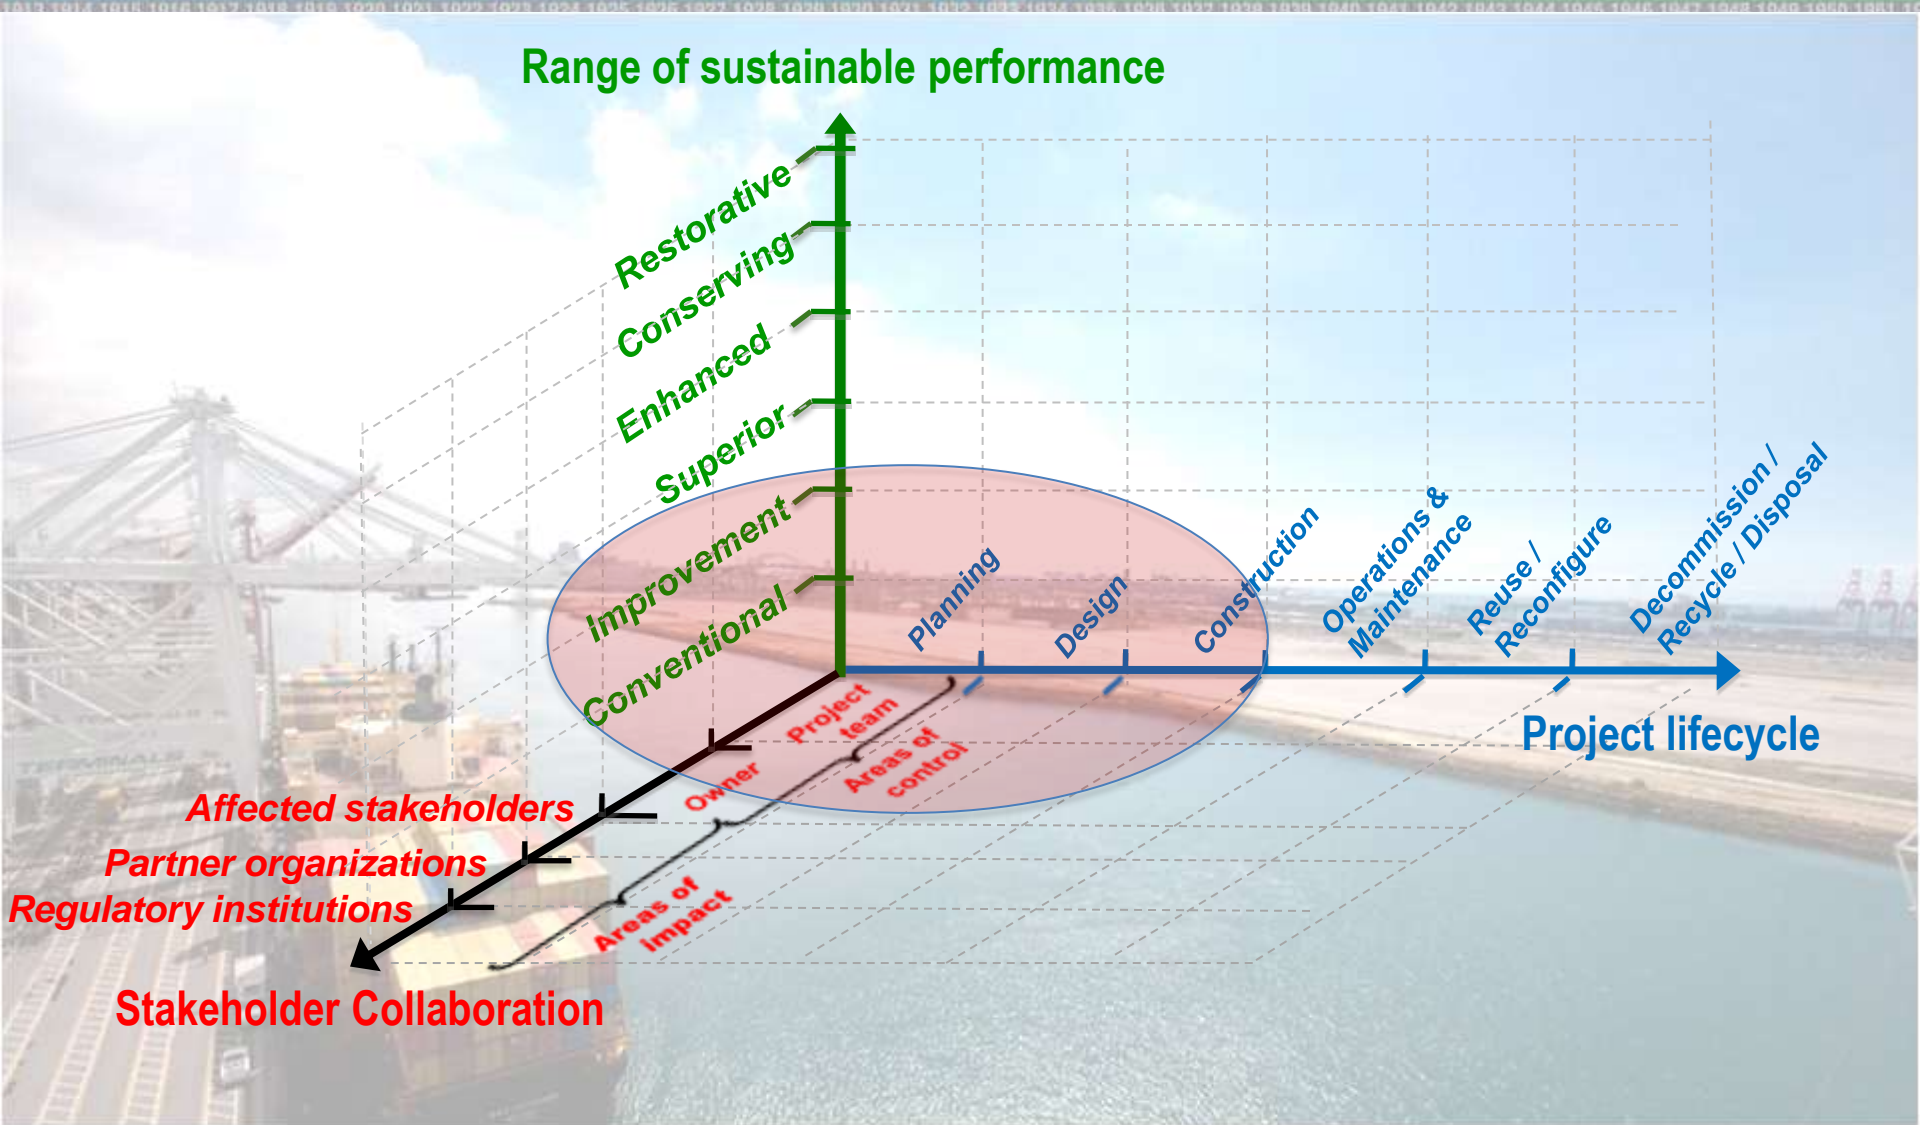 Range of sustainable performance
Restorative
Conserving
Enhanced
Superior
Improvement
Conventional
Planning
Design
Construction
Operations &
Maintenance
Reuse /
Reconfigure
Decommission /
Recycle / Disposal
Project lifecycle
Project
team
Areas of
control
Owner
Affected stakeholders
Partner organizations
Regulatory institutions
Areas of
impact
Stakeholder Collaboration